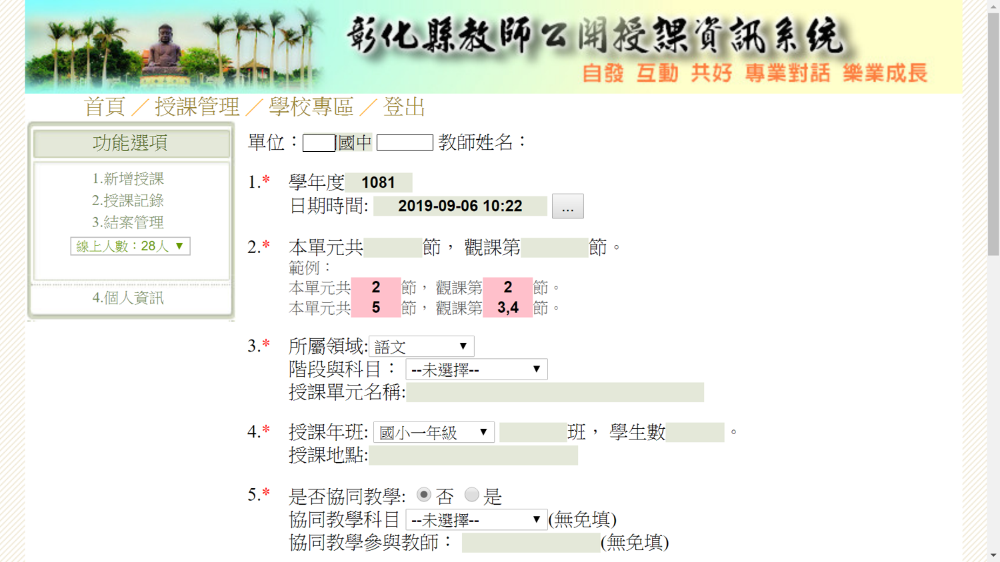 彰化縣教師公開授課資訊系統
自發 互動 共好 專業對話 樂業成長
首頁 ／ 授課管理 ／ 學校專區 ／ 登出
功能選項
1.新增授課
2.授課記錄
3.結案管理
線上人數：28人 ▼
4.個人資訊
單位： 國中 教師姓名：
1.* 學年度 1081
日期時間: 2019-09-06 10:22 ...
2.* 本單元共 節， 觀課第 節。
範例：
本單元共 2 節， 觀課第 2 節。
本單元共 5 節， 觀課第 3,4 節。
3.* 所屬領域: 語文 ▼
階段與科目： --未選擇-- ▼
授課單元名稱:
4.* 授課年班: 國小一年級 ▼ 班， 學生數 。
授課地點:
5.* 是否協同教學: 否 是
協同教學科目 --未選擇-- ▼ (無免填)
協同教學參與教師： (無免填)